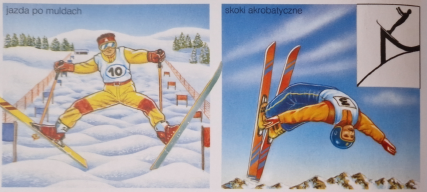 jazda po muldach
10
skoki akrobatyczne